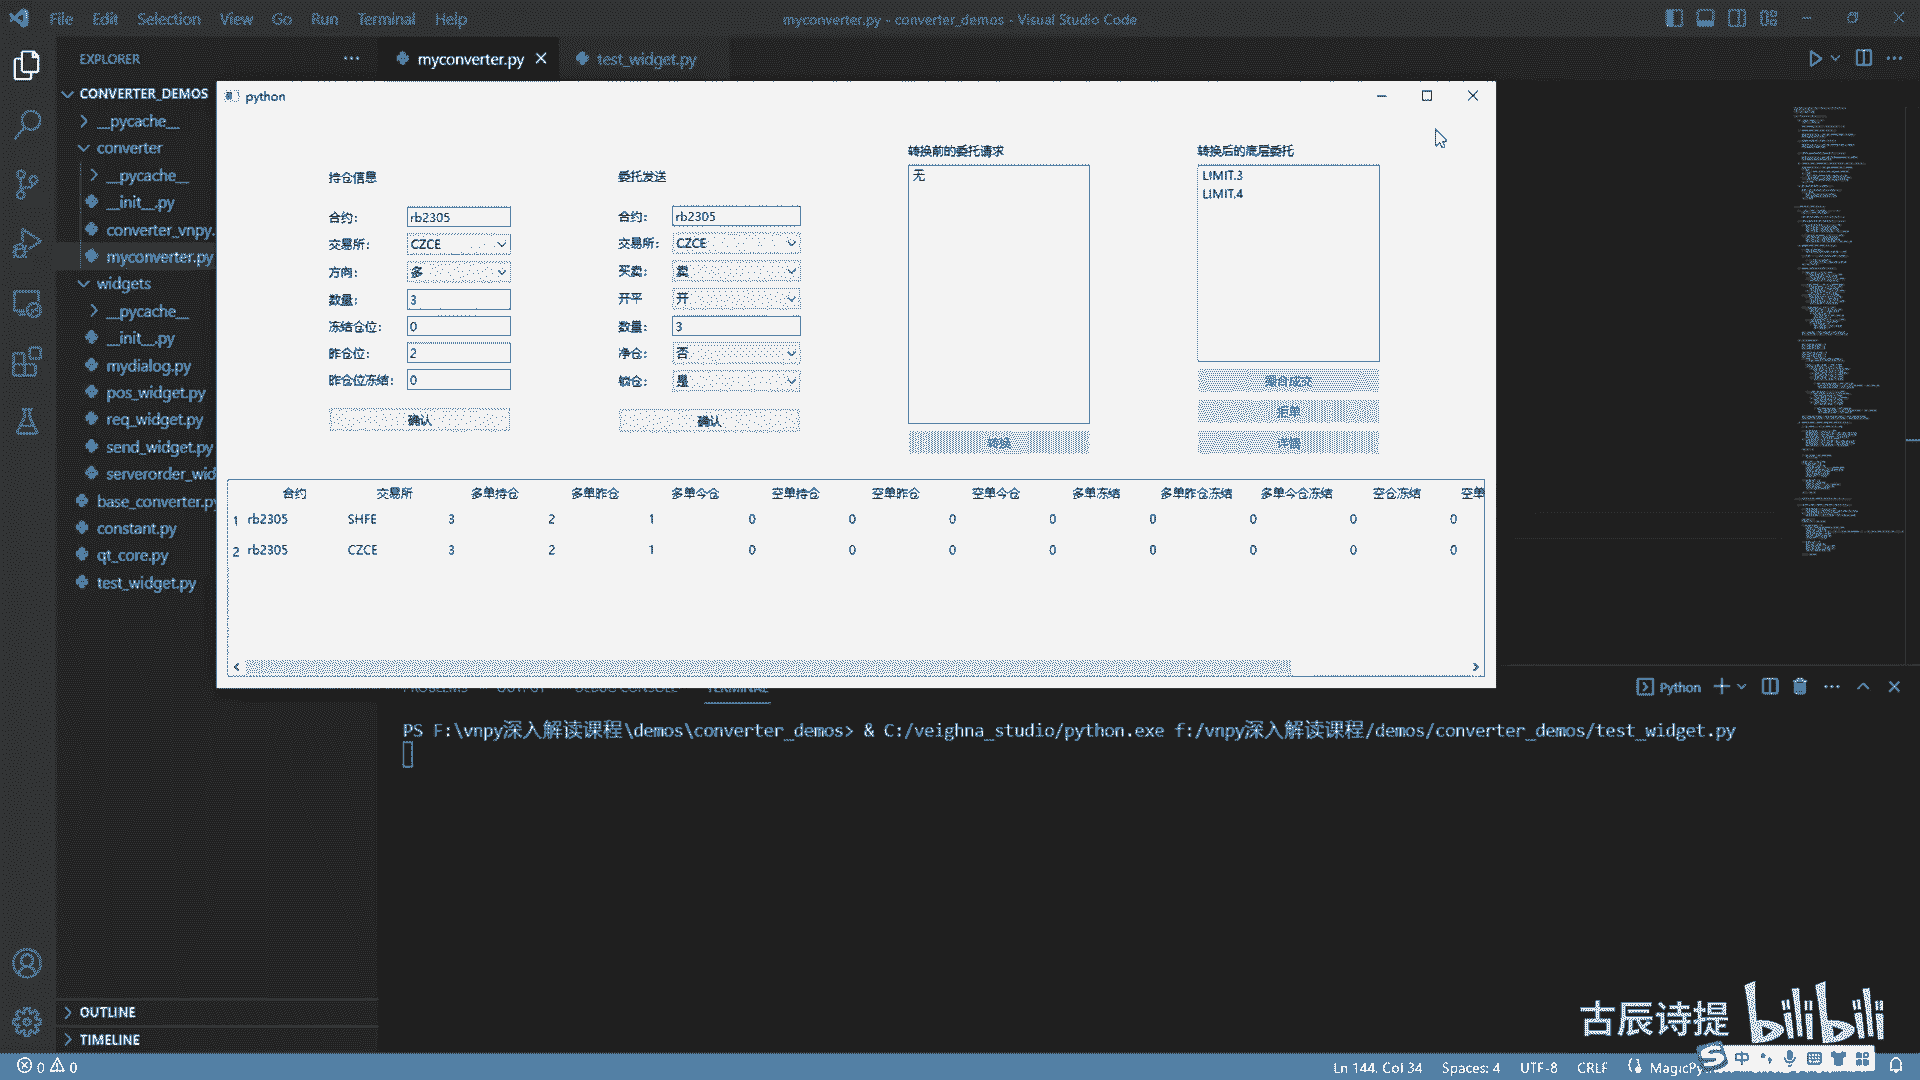 File Edit Selection View Go Run Terminal Help
myconverter.py - converter_demos - Visual Studio Code
EXPLORER
myconverter.py
test_widget.py
CONVERTER_DEMOS
__pycache__
converter
__pycache__
__init__.py
converter_vnpy.
myconverter.py
widgets
__pycache__
__init__.py
mydialog.py
pos_widget.py
req_widget.py
send_widget.py
serverorder_wid
base_converter.py
constant.py
qt_core.py
test_widget.py
OUTLINE
TIMELINE
python
持仓信息
合约: rb2305
交易所: CZCE
方向: 多
数量: 3
冻结仓位: 0
昨仓位: 2
昨仓位冻结: 0
确认
委托发送
合约: rb2305
交易所: CZCE
买卖: 卖
开平 开
数量: 3
净仓: 否
锁仓: 是
确认
转换前的委托请求
无
转换
转换后的底层委托
LIMIT.3
LIMIT.4
撮合成交
拒单
详情
合约 交易所 多单持仓 多单昨仓 多单今仓 空单持仓 空单昨仓 空单今仓 多单冻结 多单昨仓冻结 多单今仓冻结 空仓冻结 空单
1 rb2305 SHFE 3 2 1 0 0 0 0 0 0 0 0
2 rb2305 CZCE 3 2 1 0 0 0 0 0 0 0 0
PROBLEMS OUTPUT DEBUG CONSOLE TERMINAL
Python
PS F:\vnpy深入解读课程\demos\converter_demos> & C:/veighna_studio/python.exe f:/vnpy深入解读课程/demos/converter_demos/test_widget.py
古辰诗提 bilibili
中
0 0
Ln 144, Col 34 Spaces: 4 UTF-8 CRLF MagicPy